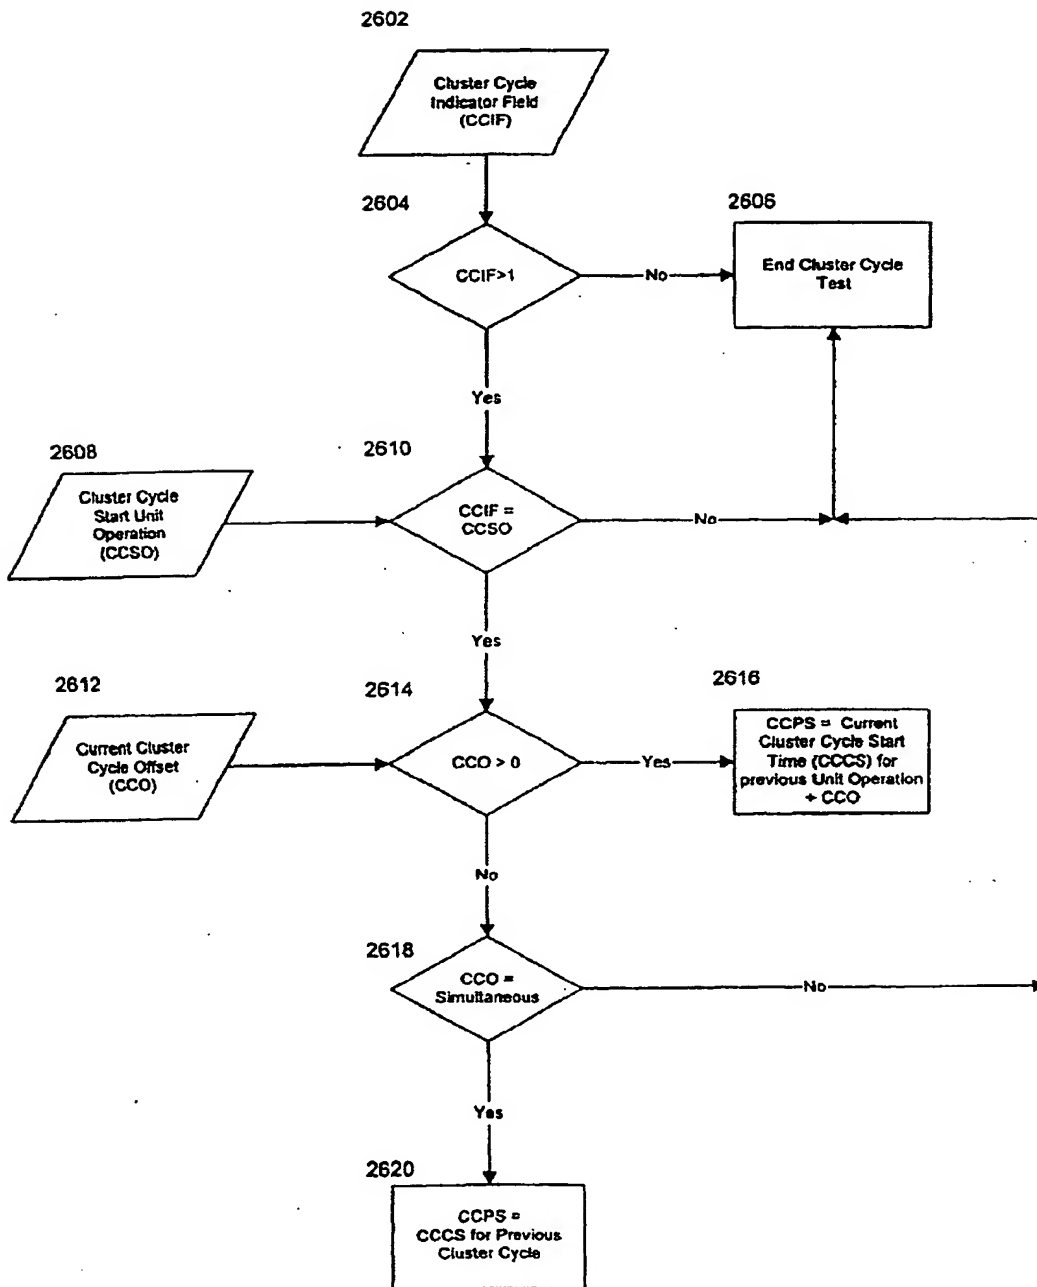 2602
Cluster Cycle
Indicator Field
(CCIF)
2604
CCIF>1
No
2606
End Cluster Cycle
Test
Yes
2608
Cluster Cycle
Start Unit
Operation
(CCSO)
2610
CCIF =
CCSO
No
Yes
2612
Current Cluster
Cycle Offset
(CCO)
2614
CCO > 0
Yes
2616
CCPS = Current
Cluster Cycle Start
Time (CCCS) for
previous Unit Operation
+ CCO
No
2618
CCO =
Simultaneous
No
Yes
2620
CCPS =
CCCS for Previous
Cluster Cycle